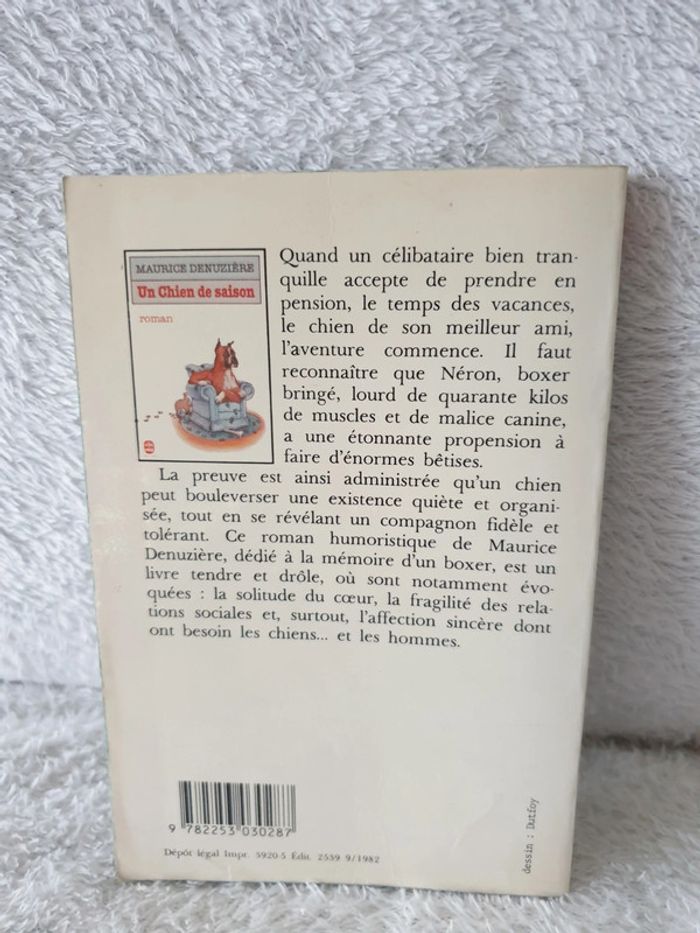 MAURICE DENUZIÈRE
Un Chien de saison
roman
Quand un célibataire bien tran-
quille accepte de prendre en
pension, le temps des vacances,
le chien de son meilleur ami,
l'aventure commence. Il faut
reconnaître que Néron, boxer
bringé, lourd de quarante kilos
de muscles et de malice canine,
a une étonnante propension à
faire d'énormes bêtises.
La preuve est ainsi administrée qu'un chien
peut bouleverser une existence quiète et organi-
sée, tout en se révélant un compagnon fidèle et
tolérant. Ce roman humoristique de Maurice
Denuzière, dédié à la mémoire d'un boxer, est un
livre tendre et drôle, où sont notamment évo-
quées : la solitude du cœur, la fragilité des rela-
tions sociales et, surtout, l'affection sincère dont
ont besoin les chiens... et les hommes.
9 782253 030287
Dépôt légal Impr. 5920-5 Édit. 2539 9/1982
dessin : Dutfoy